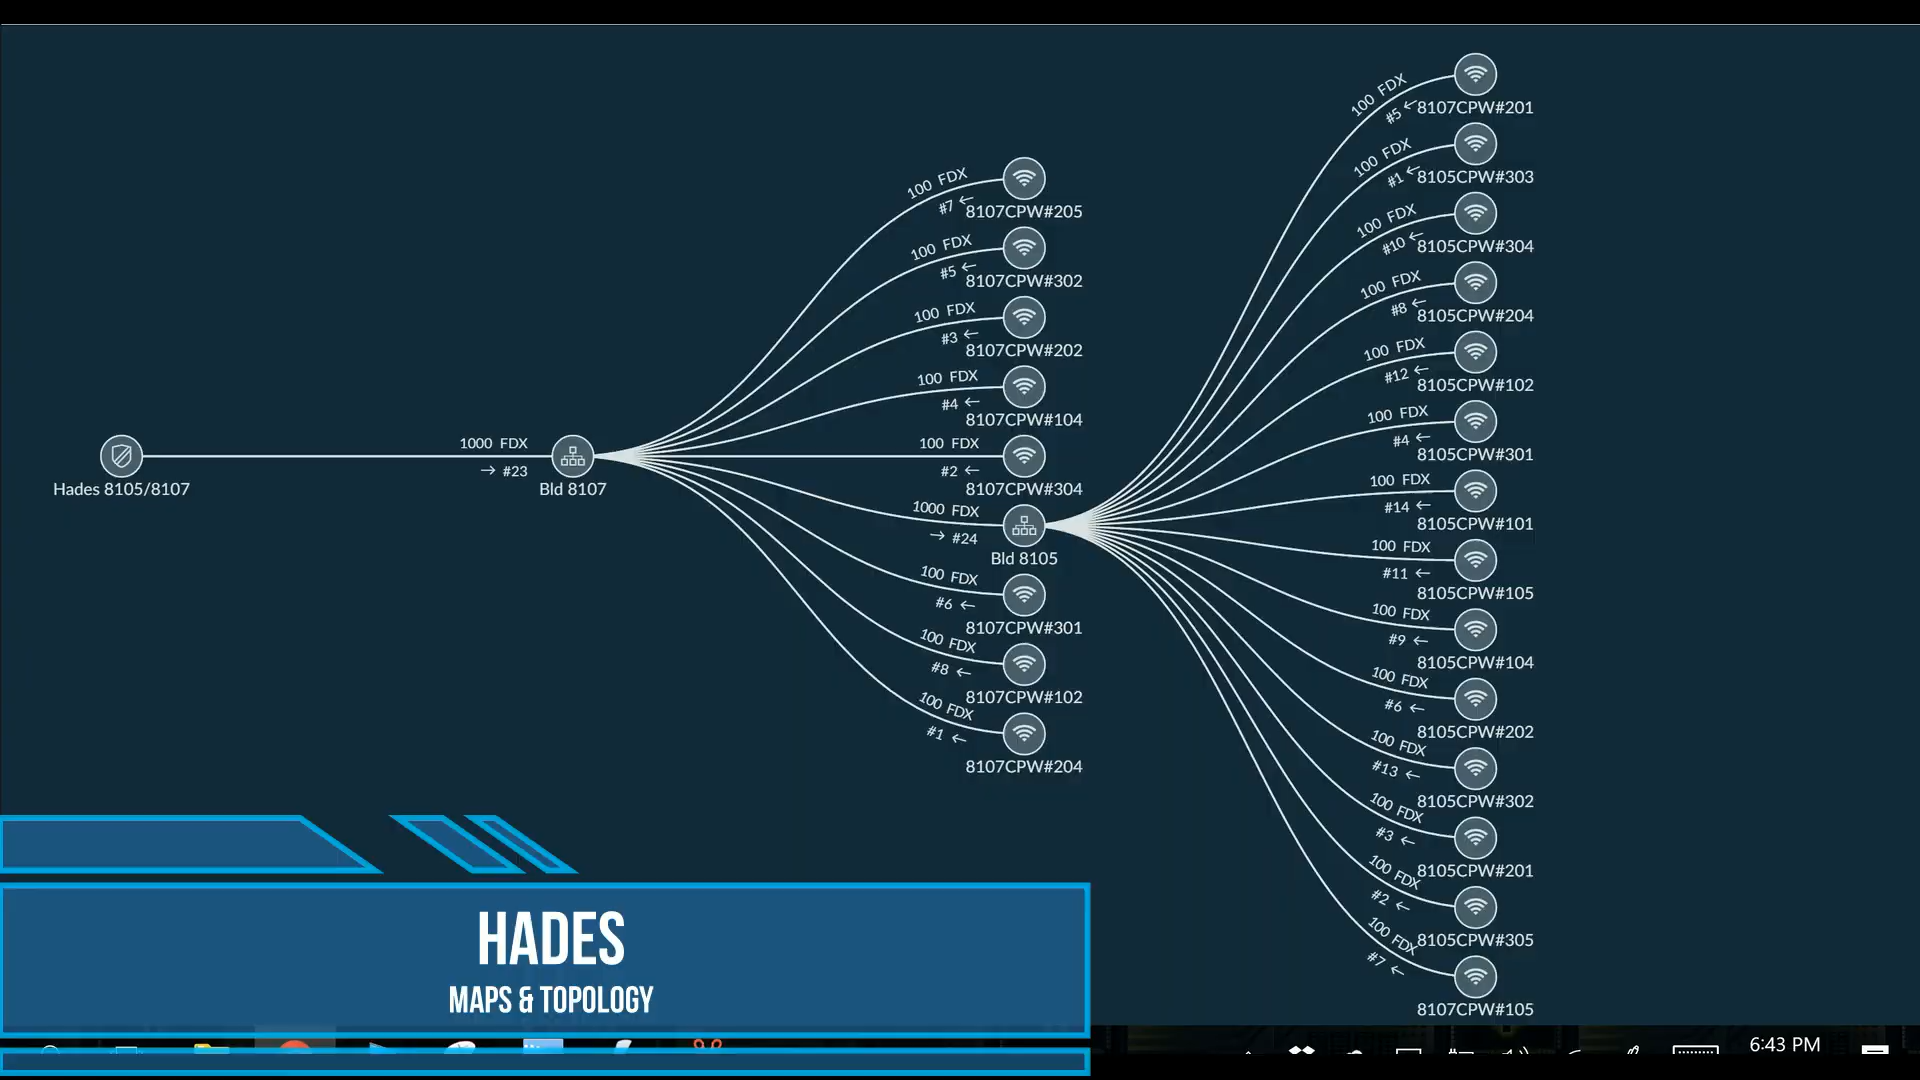 Hades 8105/8107
1000 FDX
→ #23
Bld 8107
100 FDX
#7 ←
8107CPW#205
100 FDX
#5 ←
8107CPW#302
100 FDX
#3 ←
8107CPW#202
100 FDX
#4 ←
8107CPW#104
100 FDX
#2 ←
8107CPW#304
1000 FDX
→ #24
Bld 8105
100 FDX
#6 ←
8107CPW#301
100 FDX
#8 ←
8107CPW#102
100 FDX
#1 ←
8107CPW#204
100 FDX
#5 ←
8107CPW#201
100 FDX
#1 ←
8105CPW#303
100 FDX
#10 ←
8105CPW#304
100 FDX
#8 ←
8105CPW#204
100 FDX
#12 ←
8105CPW#102
100 FDX
#4 ←
8105CPW#301
100 FDX
#14 ←
8105CPW#101
100 FDX
#11 ←
8105CPW#105
100 FDX
#9 ←
8105CPW#104
100 FDX
#6 ←
8105CPW#202
100 FDX
#13 ←
8105CPW#302
100 FDX
#3 ←
8105CPW#201
100 FDX
#2 ←
8105CPW#305
100 FDX
#7 ←
8107CPW#105
HADES
MAPS & TOPOLOGY
6:43 PM